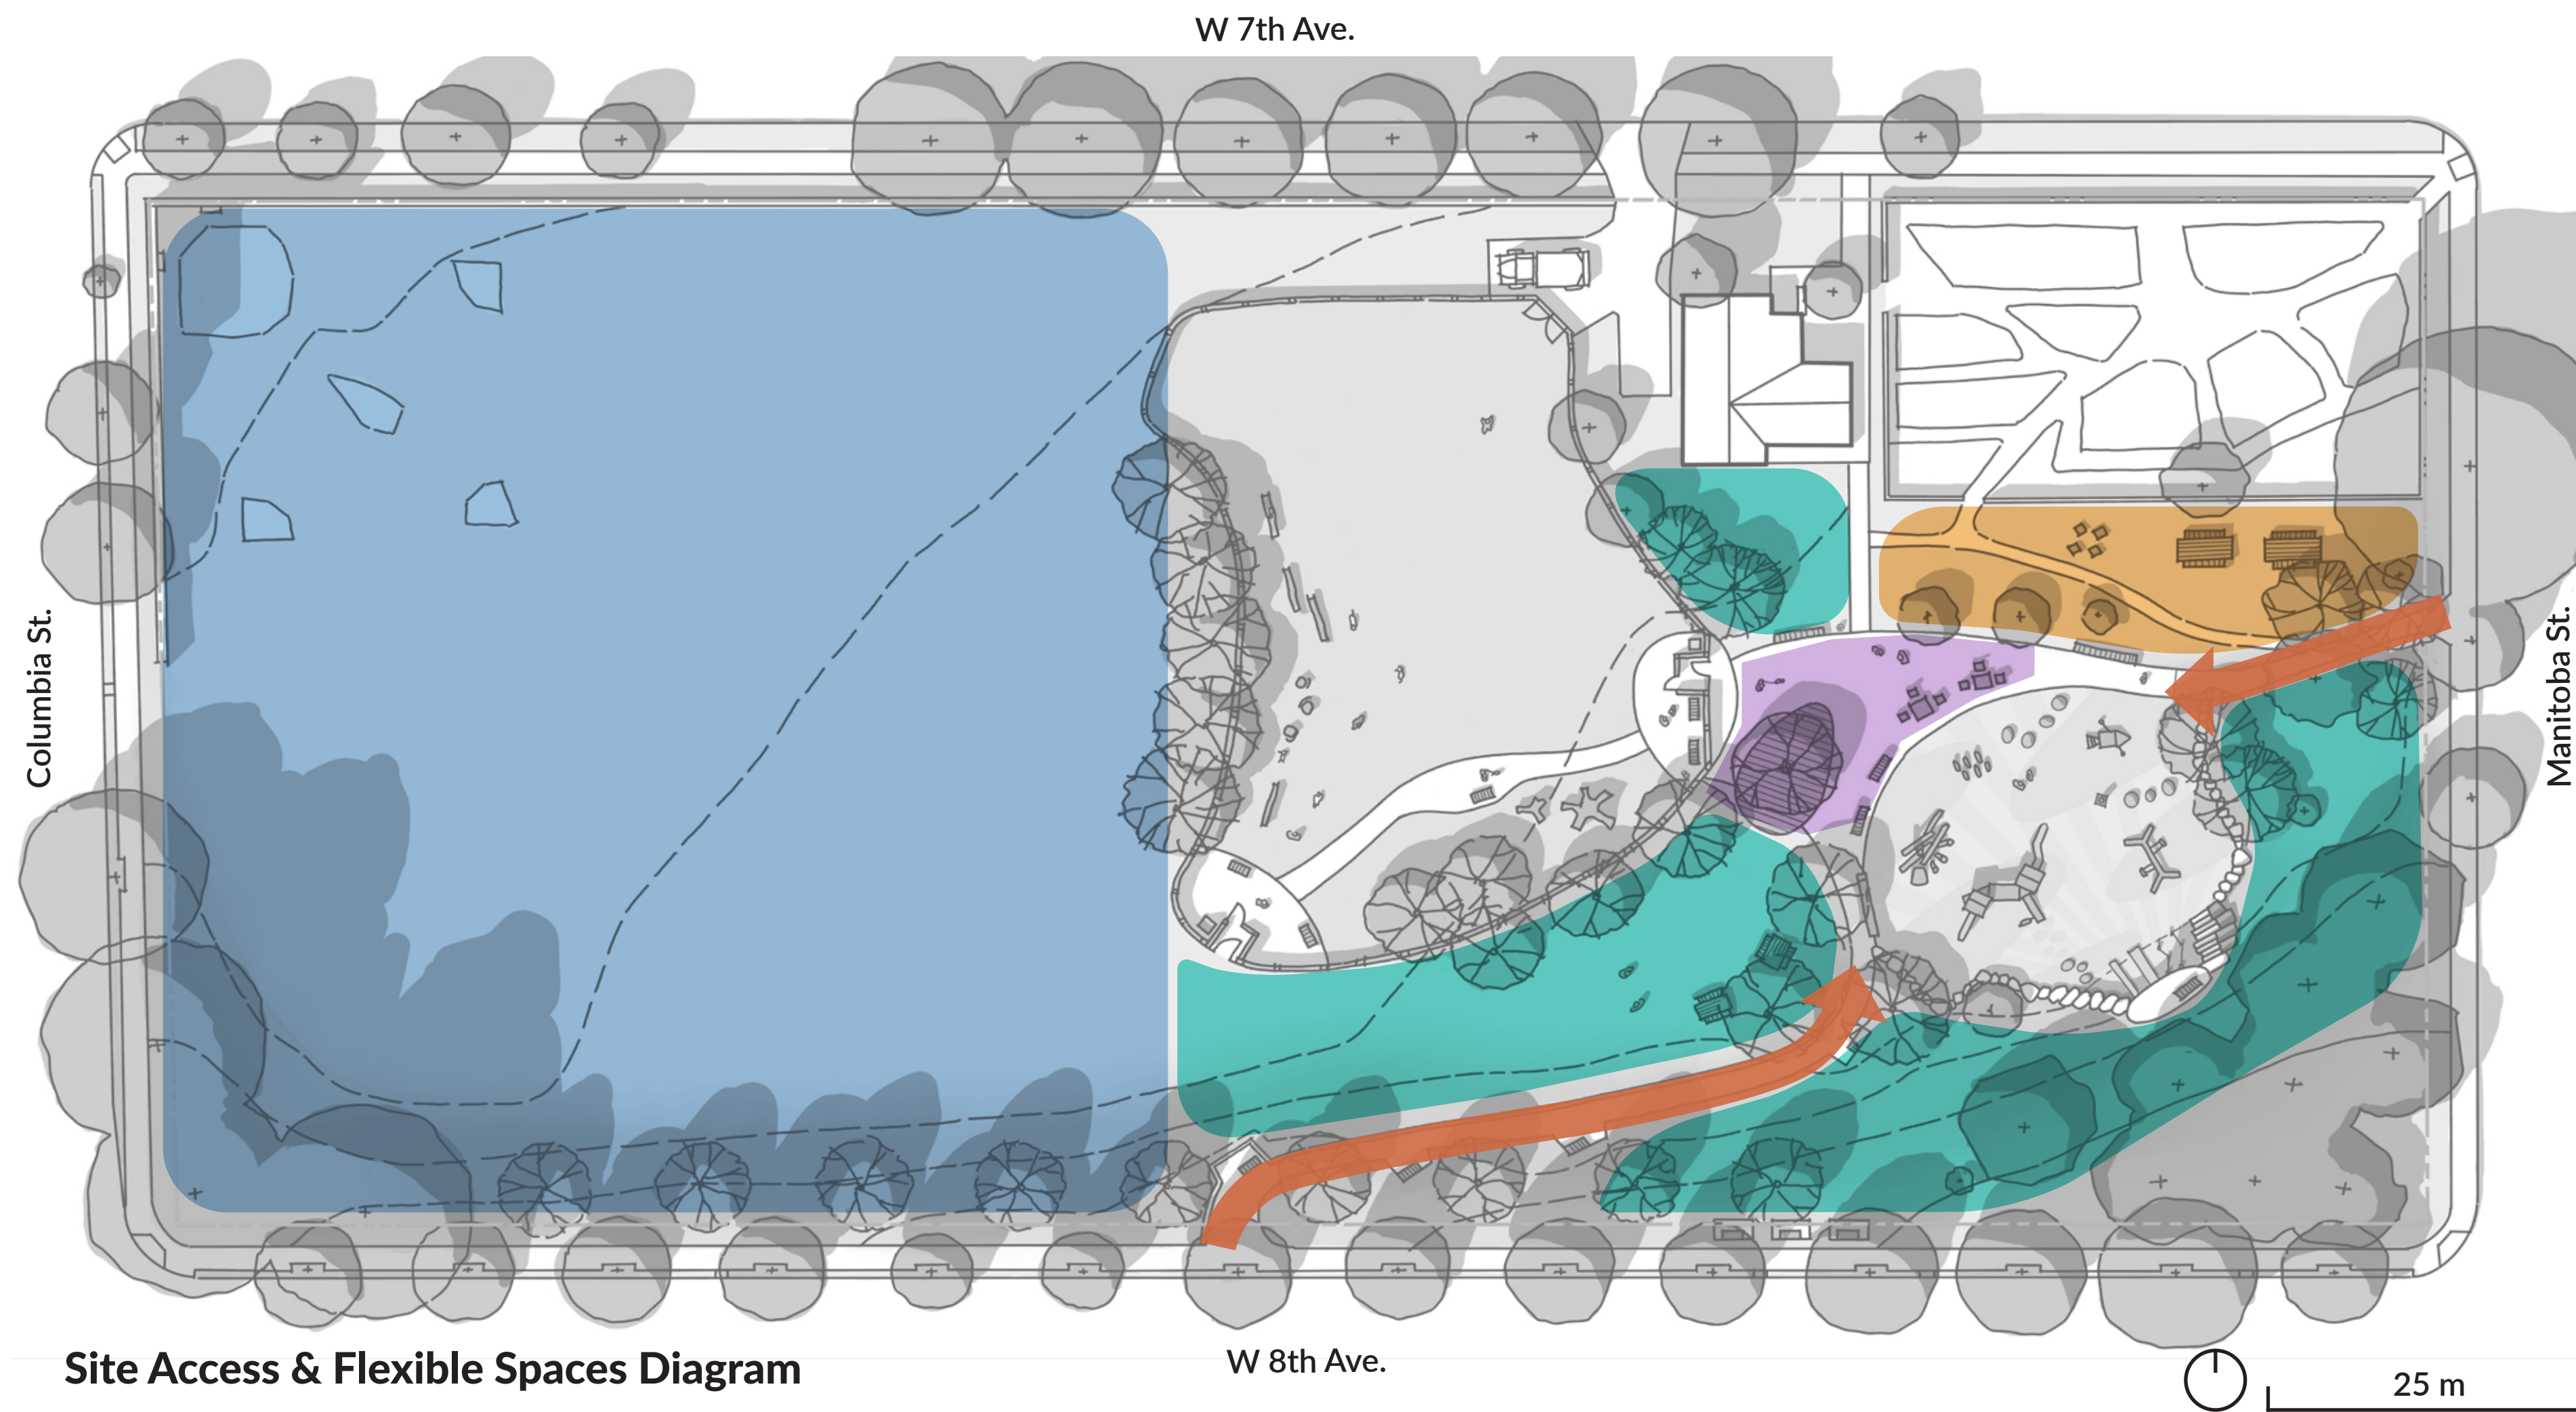 W 7th Ave.
Columbia St.
Manitoba St.
Site Access & Flexible Spaces Diagram
W 8th Ave.
25 m